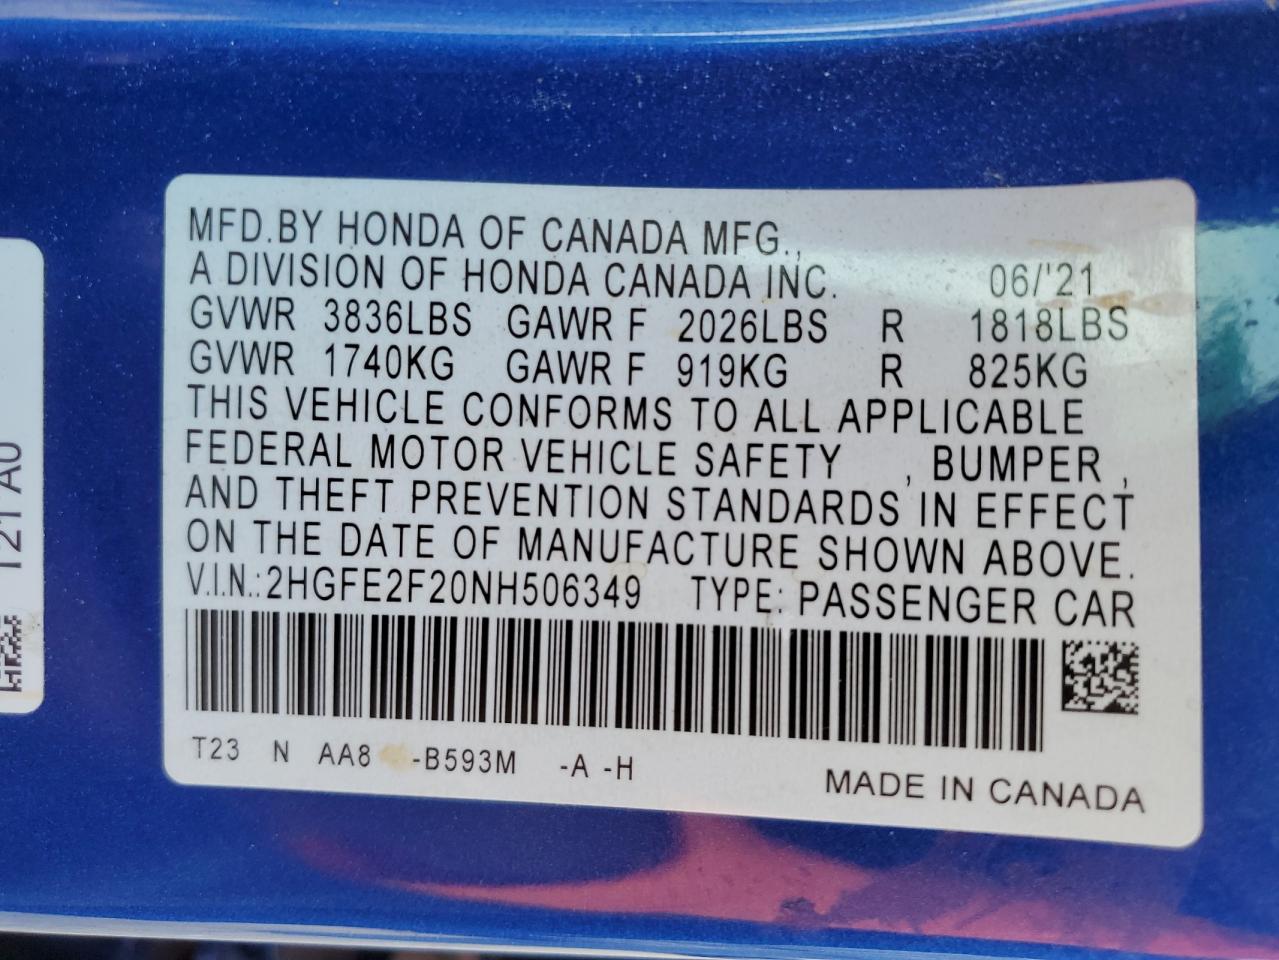 MFD.BY HONDA OF CANADA MFG.,
A DIVISION OF HONDA CANADA INC. 06/'21
GVWR 3836LBS GAWR F 2026LBS R 1818LBS
GVWR 1740KG GAWR F 919KG R 825KG
THIS VEHICLE CONFORMS TO ALL APPLICABLE
FEDERAL MOTOR VEHICLE SAFETY , BUMPER ,
AND THEFT PREVENTION STANDARDS IN EFFECT
ON THE DATE OF MANUFACTURE SHOWN ABOVE.
V.I.N.:2HGFE2F20NH506349 TYPE: PASSENGER CAR
T23 N AA8 -B593M -A -H
MADE IN CANADA